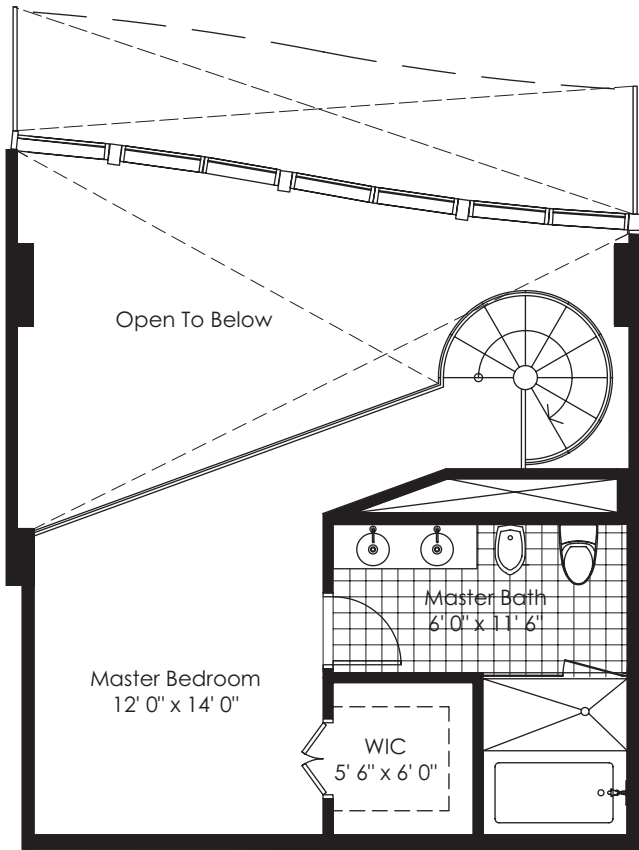 Open To Below
Master Bath
6' 0" x 11' 6"
Master Bedroom
12' 0" x 14' 0"
WIC
5' 6" x 6' 0"